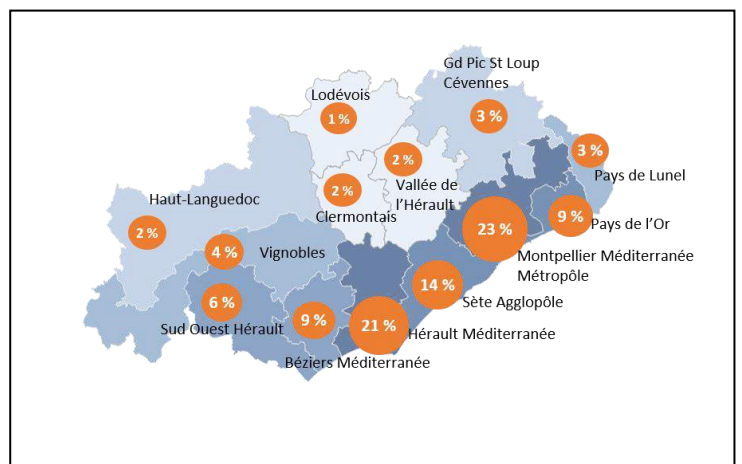 Gd Pic St Loup
Cévennes
3 %
Lodévois
1 %
3 %
Pays de Lunel
2 %
Vallée de
l'Hérault
2 %
Clermontais
Haut-Languedoc
2 %
9 %
Pays de l'Or
23 %
Montpellier Méditerranée
Métropôle
4 %
Vignobles
14 %
Sète Agglopôle
6 %
Sud Ouest Hérault
9 %
Béziers Méditerranée
21 %
Hérault Méditerranée